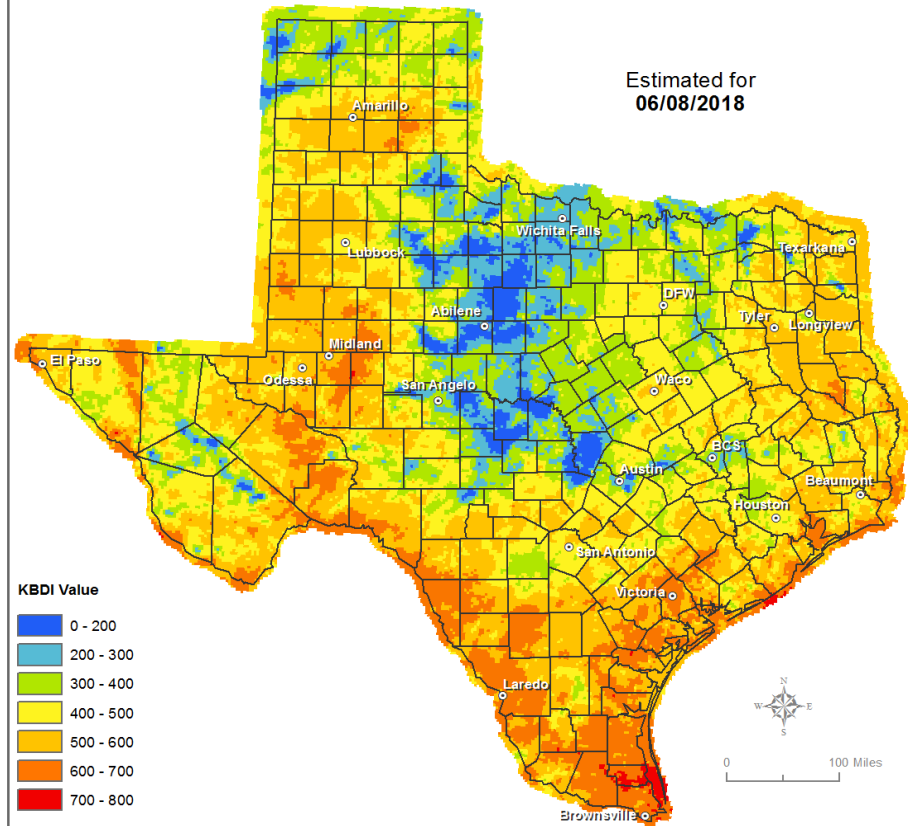 Estimated for
06/08/2018
Amarillo
Wichita Falls
Lubbock
Texarkana
DFW
Abilene
Tyler
Longview
Midland
El Paso
Odessa
San Angelo
Waco
BCS
Austin
Beaumont
Houston
San Antonio
Victoria
Laredo
Brownsville
KBDI Value
0 - 200
200 - 300
300 - 400
400 - 500
500 - 600
600 - 700
700 - 800
N
W E
S
0 100 Miles